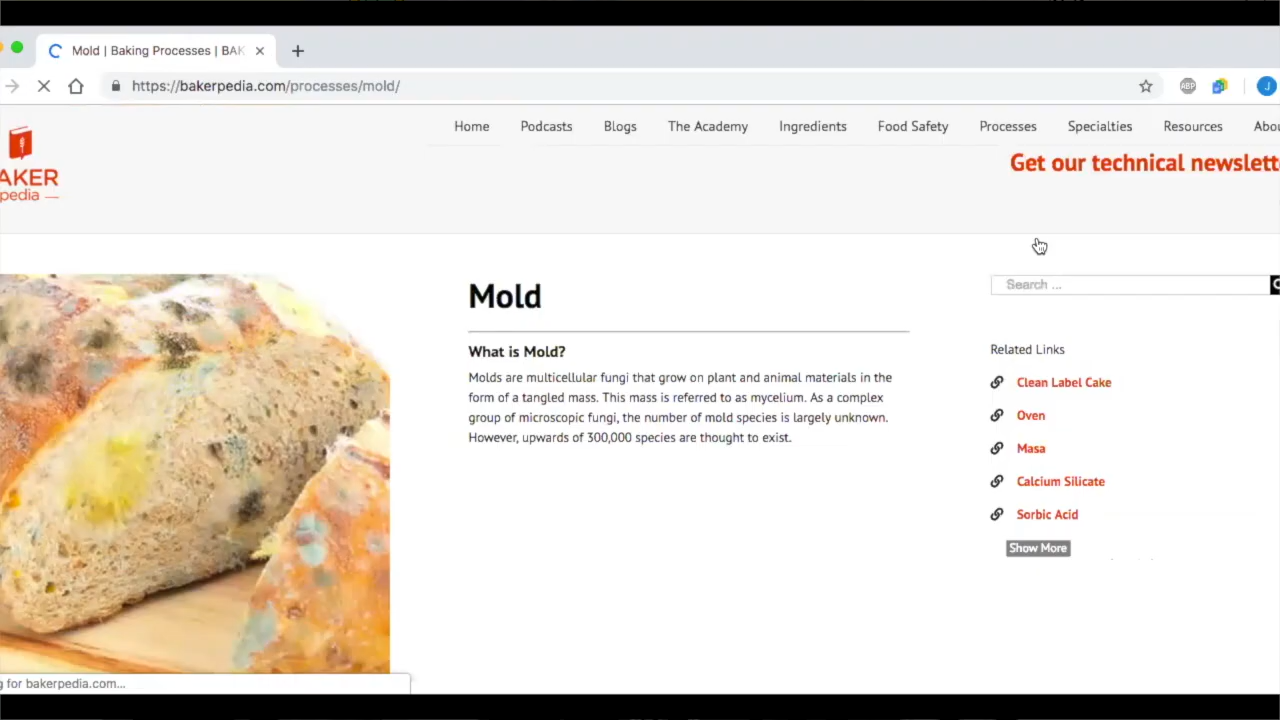 Mold | Baking Processes | BAK
https://bakerpedia.com/processes/mold/
ABP
J
AKER
pedia
Home Podcasts Blogs The Academy Ingredients Food Safety Processes Specialties Resources Abou
Get our technical newslett
Search ...
Mold
What is Mold?
Molds are multicellular fungi that grow on plant and animal materials in the
form of a tangled mass. This mass is referred to as mycelium. As a complex
group of microscopic fungi, the number of mold species is largely unknown.
However, upwards of 300,000 species are thought to exist.
Related Links
Clean Label Cake
Oven
Masa
Calcium Silicate
Sorbic Acid
Show More
g for bakerpedia.com...